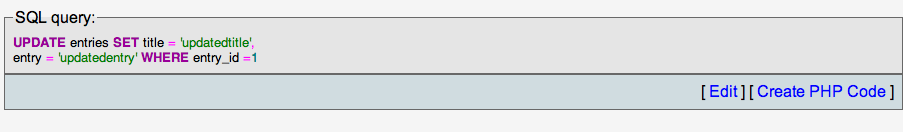 SQL query:
UPDATE entries SET title = 'updatedtitle',
entry = 'updatedentry' WHERE entry_id =1
[ Edit ] [ Create PHP Code ]